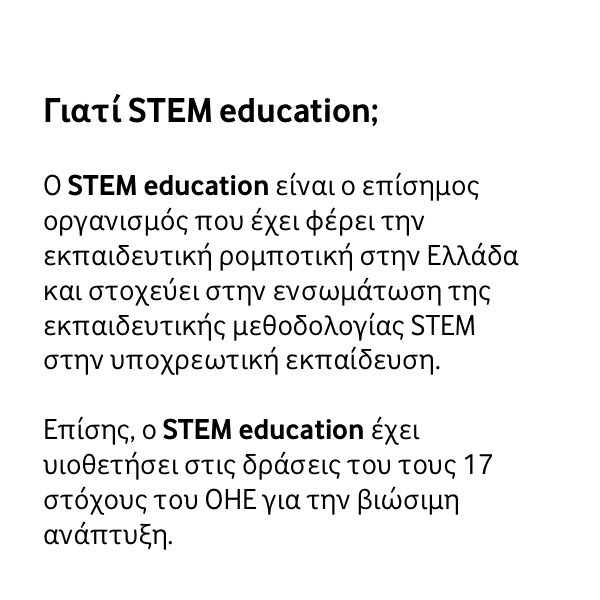 Γιατί STEM education;
Ο STEM education είναι ο επίσημος
οργανισμός που έχει φέρει την
εκπαιδευτική ρομποτική στην Ελλάδα
και στοχεύει στην ενσωμάτωση της
εκπαιδευτικής μεθοδολογίας STEM
στην υποχρεωτική εκπαίδευση.
Επίσης, ο STEM education έχει
υιοθετήσει στις δράσεις του τους 17
στόχους του ΟΗΕ για την βιώσιμη
ανάπτυξη.